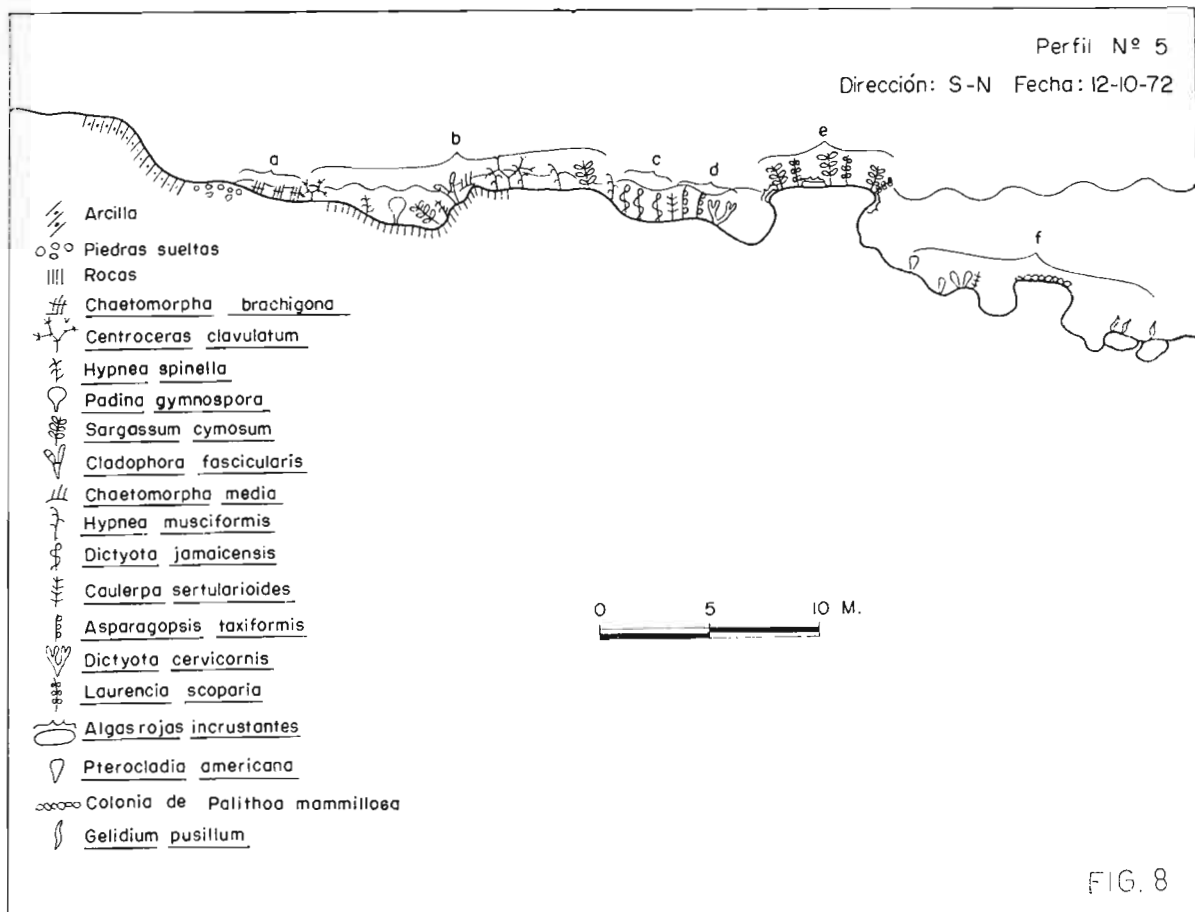 Perfil Nº 5
Dirección: S-N Fecha: 12-10-72
a
b
c
d
e
f
Arcilla
Piedras sueltas
Rocas
Chaetomorpha brachigona
Centroceras clavulatum
Hypnea spinella
Padina gymnospora
Sargassum cymosum
Cladophora fascicularis
Chaetomorpha media
Hypnea musciformis
Dictyota jamaicensis
Caulerpa sertularioides
Asparagopsis taxiformis
Dictyota cervicornis
Laurencia scoparia
Algas rojas incrustantes
Pterocladia americana
Colonia de Palithoa mammillosa
Gelidium pusillum
0 5 10 M.
FIG. 8